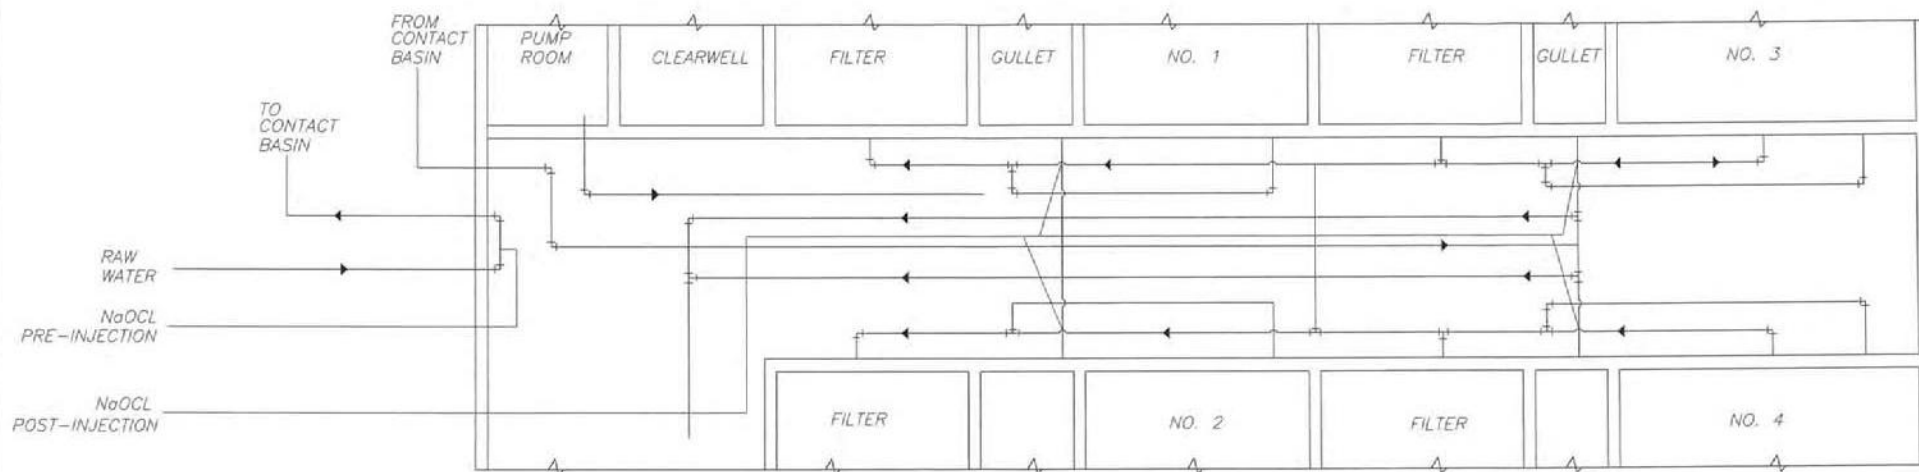 FROM
CONTACT
BASIN
PUMP
ROOM
CLEARWELL
FILTER
GULLET
NO. 1
FILTER
GULLET
NO. 3
TO
CONTACT
BASIN
RAW
WATER
NaOCL
PRE-INJECTION
NaOCL
POST-INJECTION
FILTER
NO. 2
FILTER
NO. 4